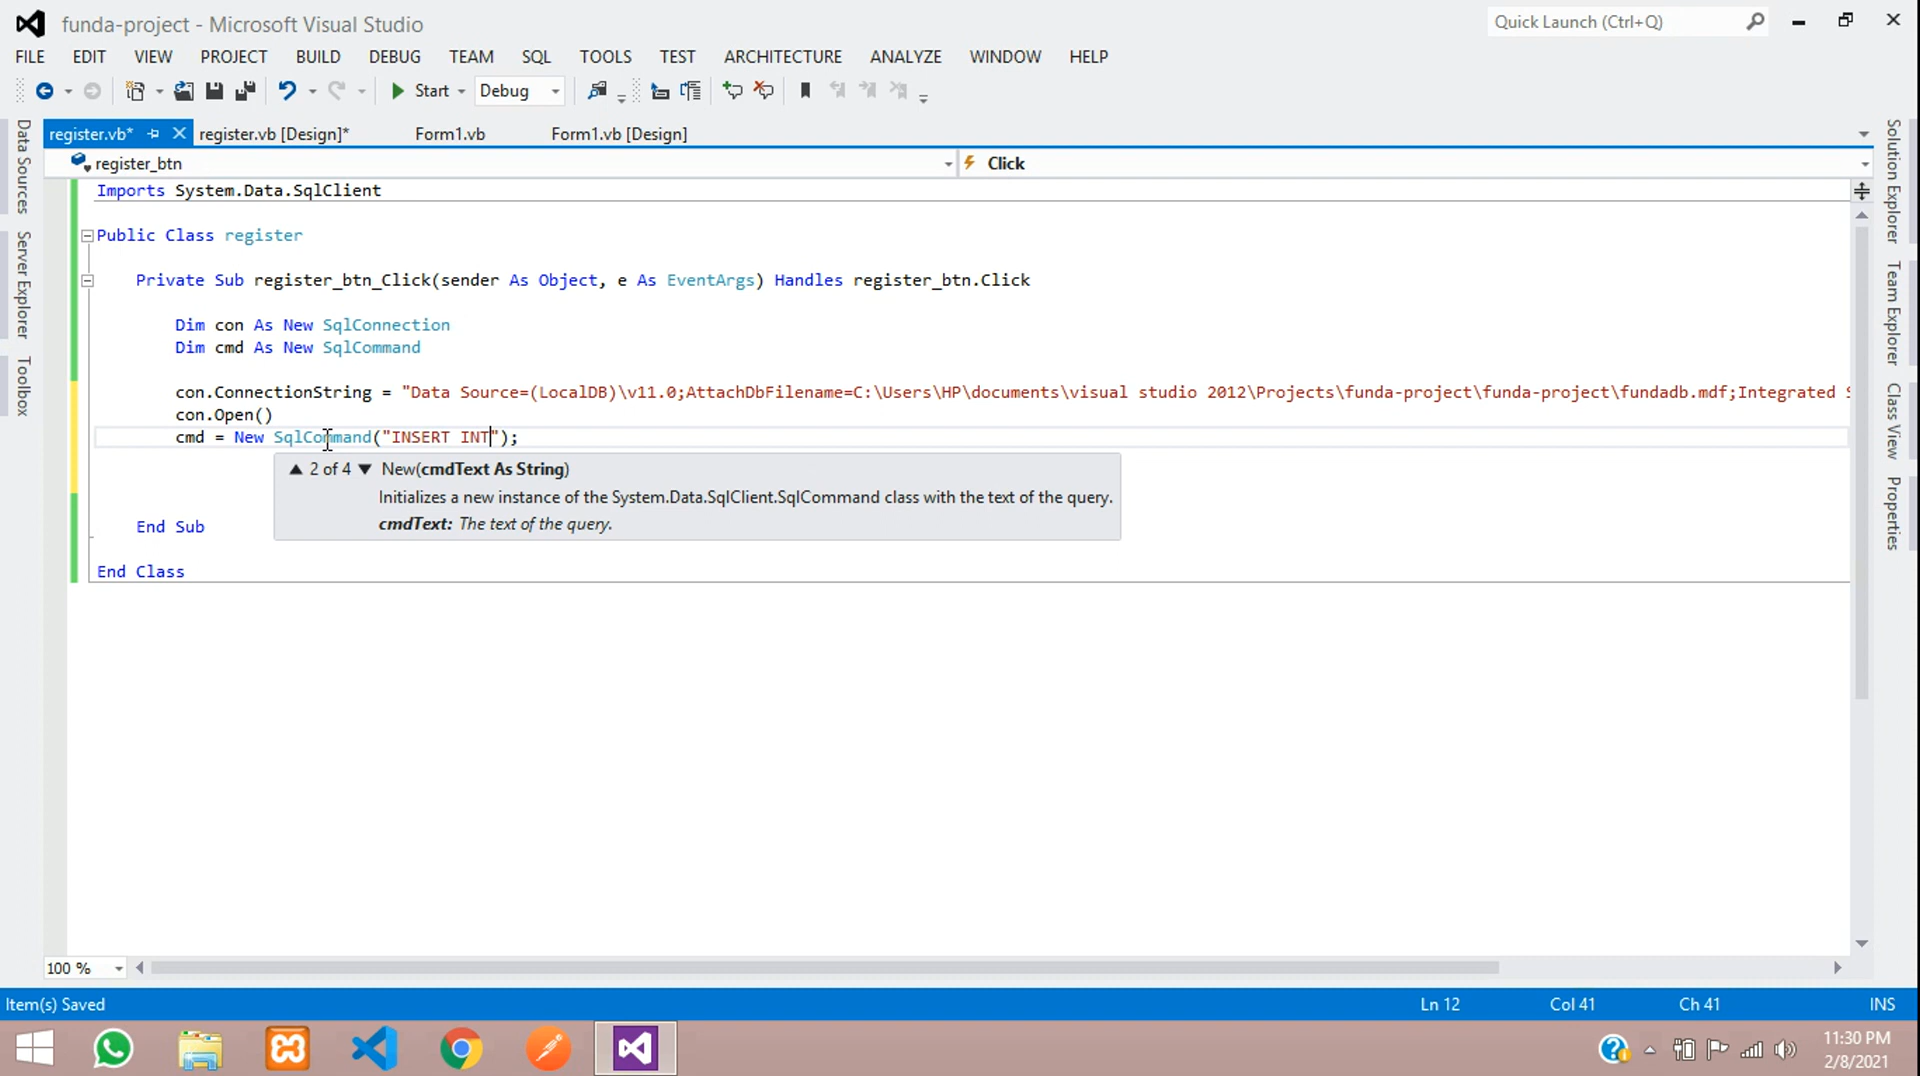 funda-project - Microsoft Visual Studio
Quick Launch (Ctrl+Q)
FILE EDIT VIEW PROJECT BUILD DEBUG TEAM SQL TOOLS TEST ARCHITECTURE ANALYZE WINDOW HELP
Start Debug
register.vb* register.vb [Design]* Form1.vb Form1.vb [Design]
register_btn Click
Data Sources
Server Explorer
Toolbox
Imports System.Data.SqlClient
Public Class register
Private Sub register_btn_Click(sender As Object, e As EventArgs) Handles register_btn.Click
Dim con As New SqlConnection
Dim cmd As New SqlCommand
con.ConnectionString = "Data Source=(LocalDB)\v11.0;AttachDbFilename=C:\Users\HP\documents\visual studio 2012\Projects\funda-project\funda-project\fundadb.mdf;Integrated S
con.Open()
cmd = New SqlCommand("INSERT INT");
2 of 4 New(cmdText As String)
Initializes a new instance of the System.Data.SqlClient.SqlCommand class with the text of the query.
cmdText: The text of the query.
End Sub
End Class
Solution Explorer
Team Explorer
Class View
Properties
100 %
Item(s) Saved Ln 12 Col 41 Ch 41 INS
11:30 PM
2/8/2021